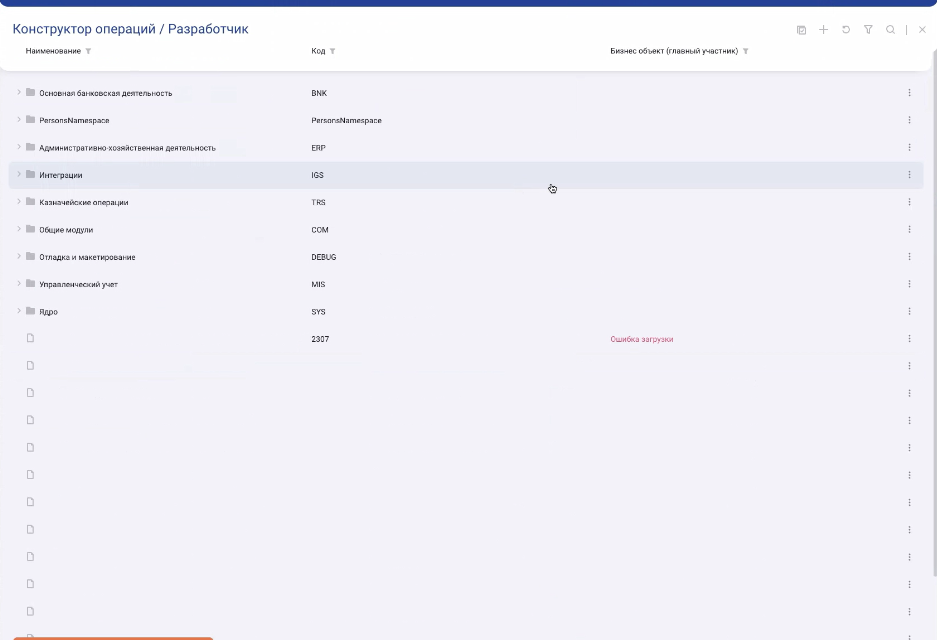 Конструктор операций / Разработчик
Наименование Код Бизнес объект (главный участник)
Основная банковская деятельность BNK
PersonsNamespace PersonsNamespace
Административно-хозяйственная деятельность ERP
Интеграции IGS
Казначейские операции TRS
Общие модули COM
Отладка и макетирование DEBUG
Управленческий учет MIS
Ядро SYS
2307 Ошибка загрузки